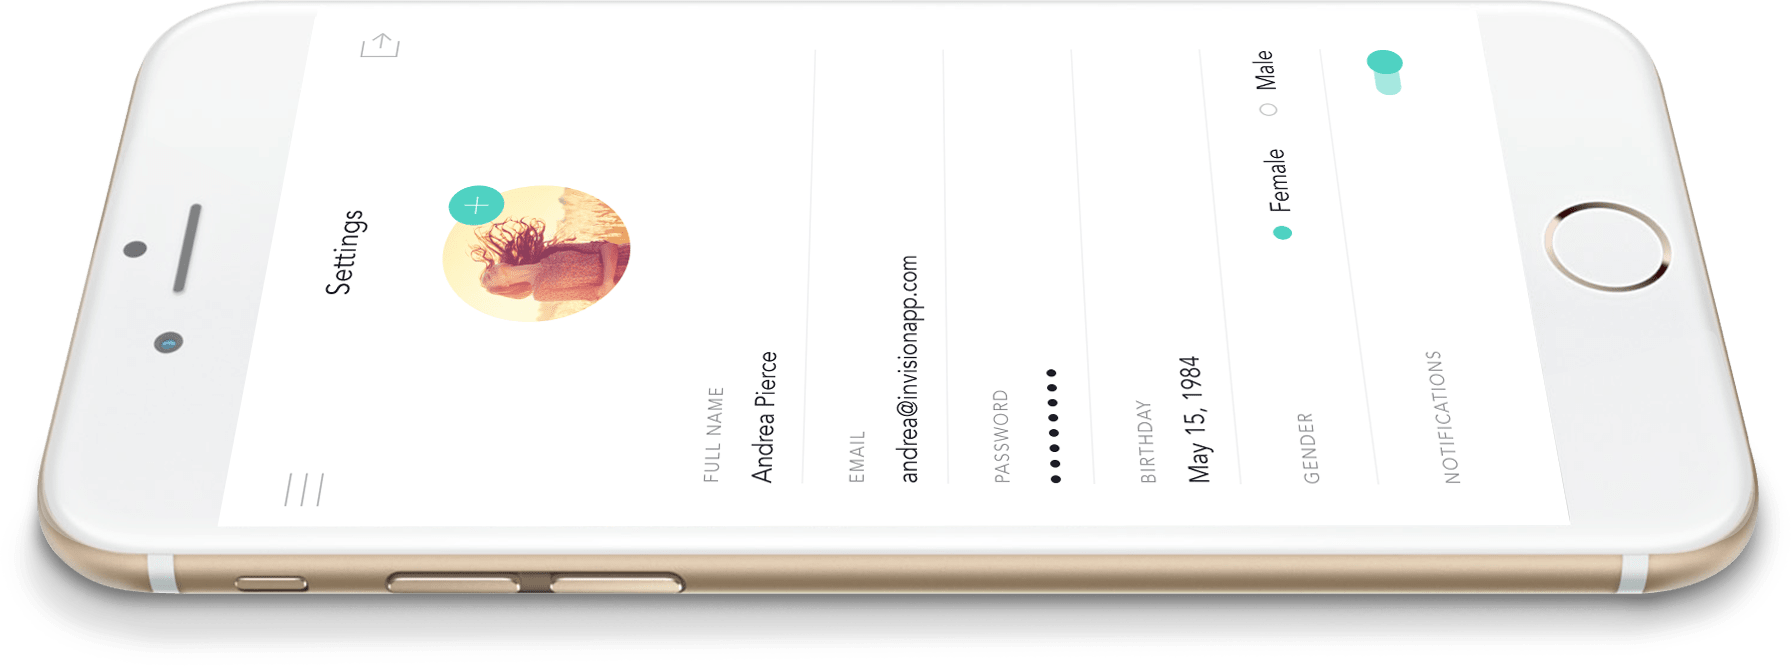 Settings
FULL NAME
Andrea Pierce
EMAIL
andrea@invisionapp.com
PASSWORD
••••••••
BIRTHDAY
May 15, 1984
GENDER
Female
Male
NOTIFICATIONS